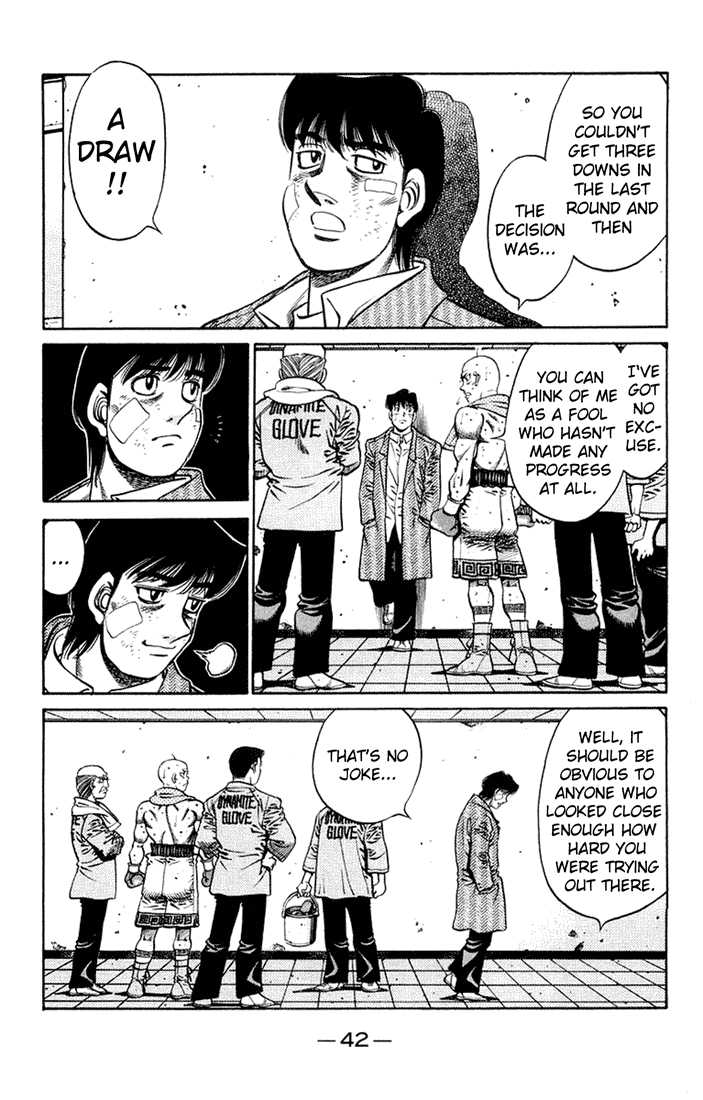 SO YOU
COULDN'T
GET THREE
DOWNS IN
THE LAST
ROUND AND
THEN
THE
DECISION
WAS...
A
DRAW
!!
I'VE
GOT
NO
EXC-
USE.
YOU CAN
THINK OF ME
AS A FOOL
WHO HASN'T
MADE ANY
PROGRESS
AT ALL.
DYNAMITE
GLOVE
...
WELL, IT
SHOULD BE
OBVIOUS TO
ANYONE WHO
LOOKED CLOSE
ENOUGH HOW
HARD YOU
WERE TRYING
OUT THERE.
THAT'S NO
JOKE...
DYNAMITE
GLOVE
DYNAMITE
GLOVE
—42—